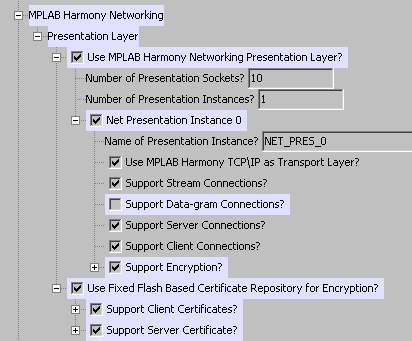 MPLAB Harmony Networking
Presentation Layer
Use MPLAB Harmony Networking Presentation Layer?
Number of Presentation Sockets? 10
Number of Presentation Instances? 1
Net Presentation Instance 0
Name of Presentation Instance? NET_PRES_0
Use MPLAB Harmony TCP\IP as Transport Layer?
Support Stream Connections?
Support Data-gram Connections?
Support Server Connections?
Support Client Connections?
Support Encryption?
Use Fixed Flash Based Certificate Repository for Encryption?
Support Client Certificates?
Support Server Certificate?